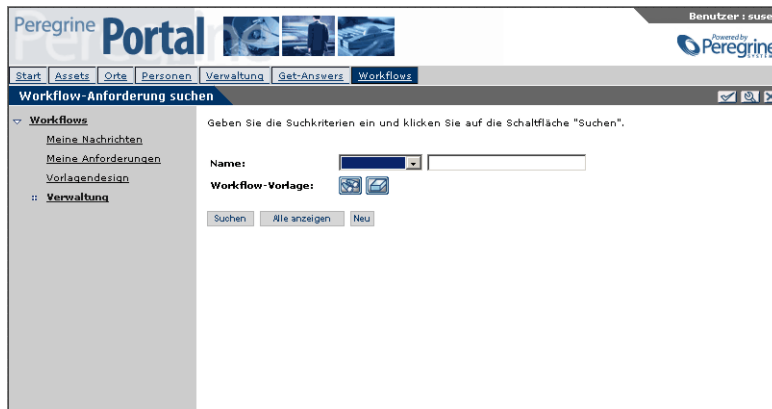 Peregrine Portal
Benutzer : suse
Powered by
Peregrine
SYSTEMS
Start Assets Orte Personen Verwaltung Get-Answers Workflows
Workflow-Anforderung suchen
Workflows
Meine Nachrichten
Meine Anforderungen
Vorlagendesign
:: Verwaltung
Geben Sie die Suchkriterien ein und klicken Sie auf die Schaltfläche "Suchen".
Name:
Workflow-Vorlage:
Suchen Alle anzeigen Neu